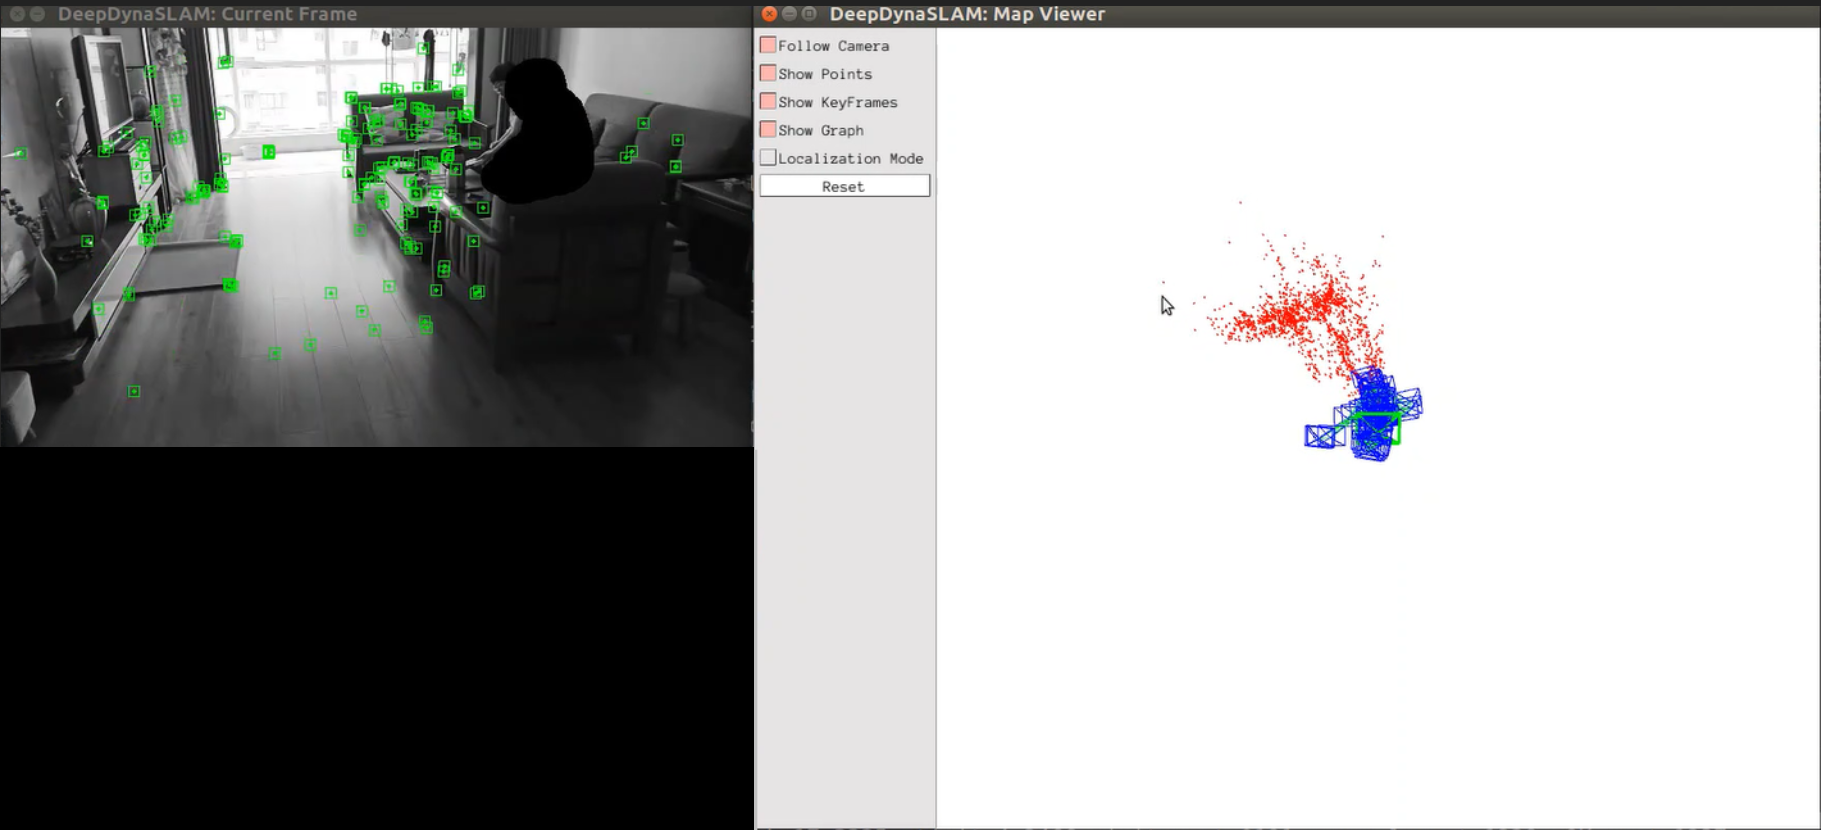 DeepDynaSLAM: Current Frame
DeepDynaSLAM: Map Viewer
Follow Camera
Show Points
Show KeyFrames
Show Graph
Localization Mode
Reset